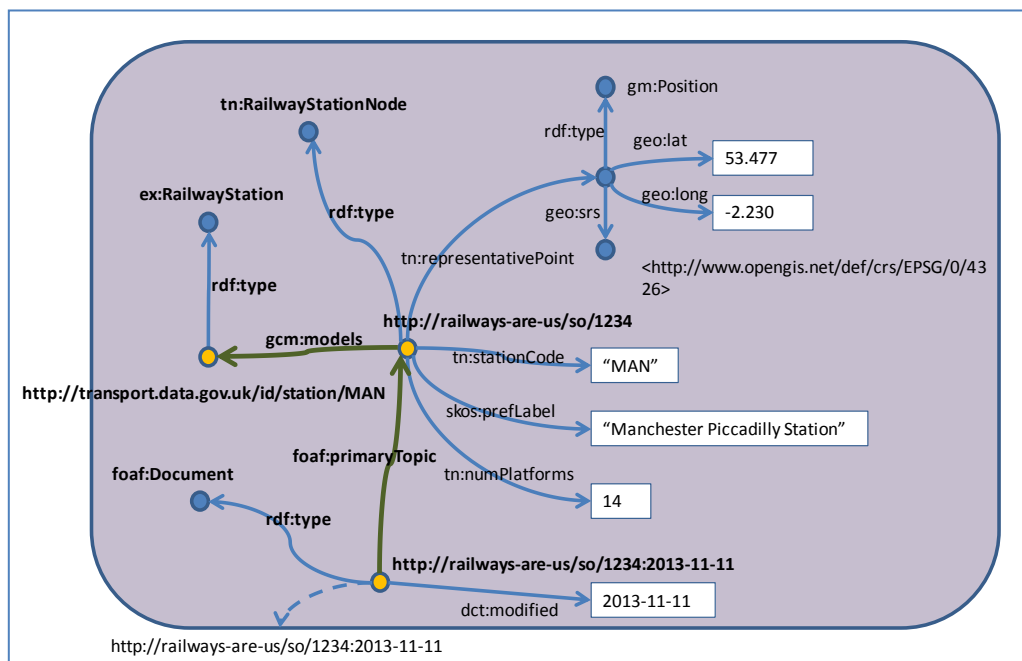 gm:Position
tn:RailwayStationNode
rdf:type
geo:lat
53.477
ex:RailwayStation
geo:long
-2.230
rdf:type
geo:srs
tn:representativePoint
<http://www.opengis.net/def/crs/EPSG/0/43
26>
rdf:type
http://railways-are-us/so/1234
gcm:models
tn:stationCode
“MAN”
http://transport.data.gov.uk/id/station/MAN
skos:prefLabel
“Manchester Piccadilly Station”
foaf:primaryTopic
foaf:Document
tn:numPlatforms
14
rdf:type
http://railways-are-us/so/1234:2013-11-11
2013-11-11
dct:modified
http://railways-are-us/so/1234:2013-11-11